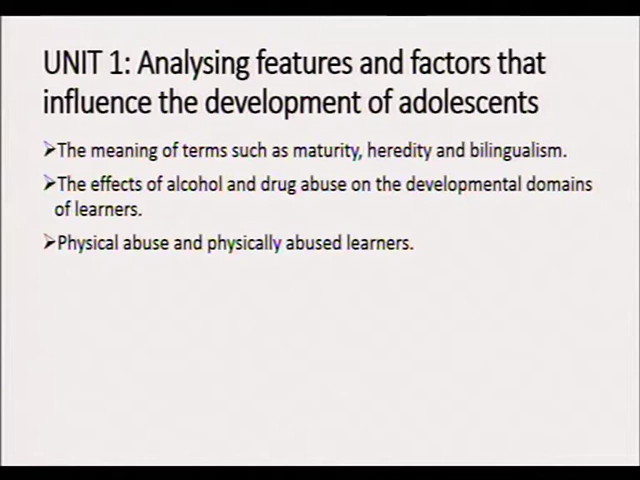 UNIT 1: Analysing features and factors that
influence the development of adolescents
➢The meaning of terms such as maturity, heredity and bilingualism.
➢The effects of alcohol and drug abuse on the developmental domains
of learners.
➢Physical abuse and physically abused learners.